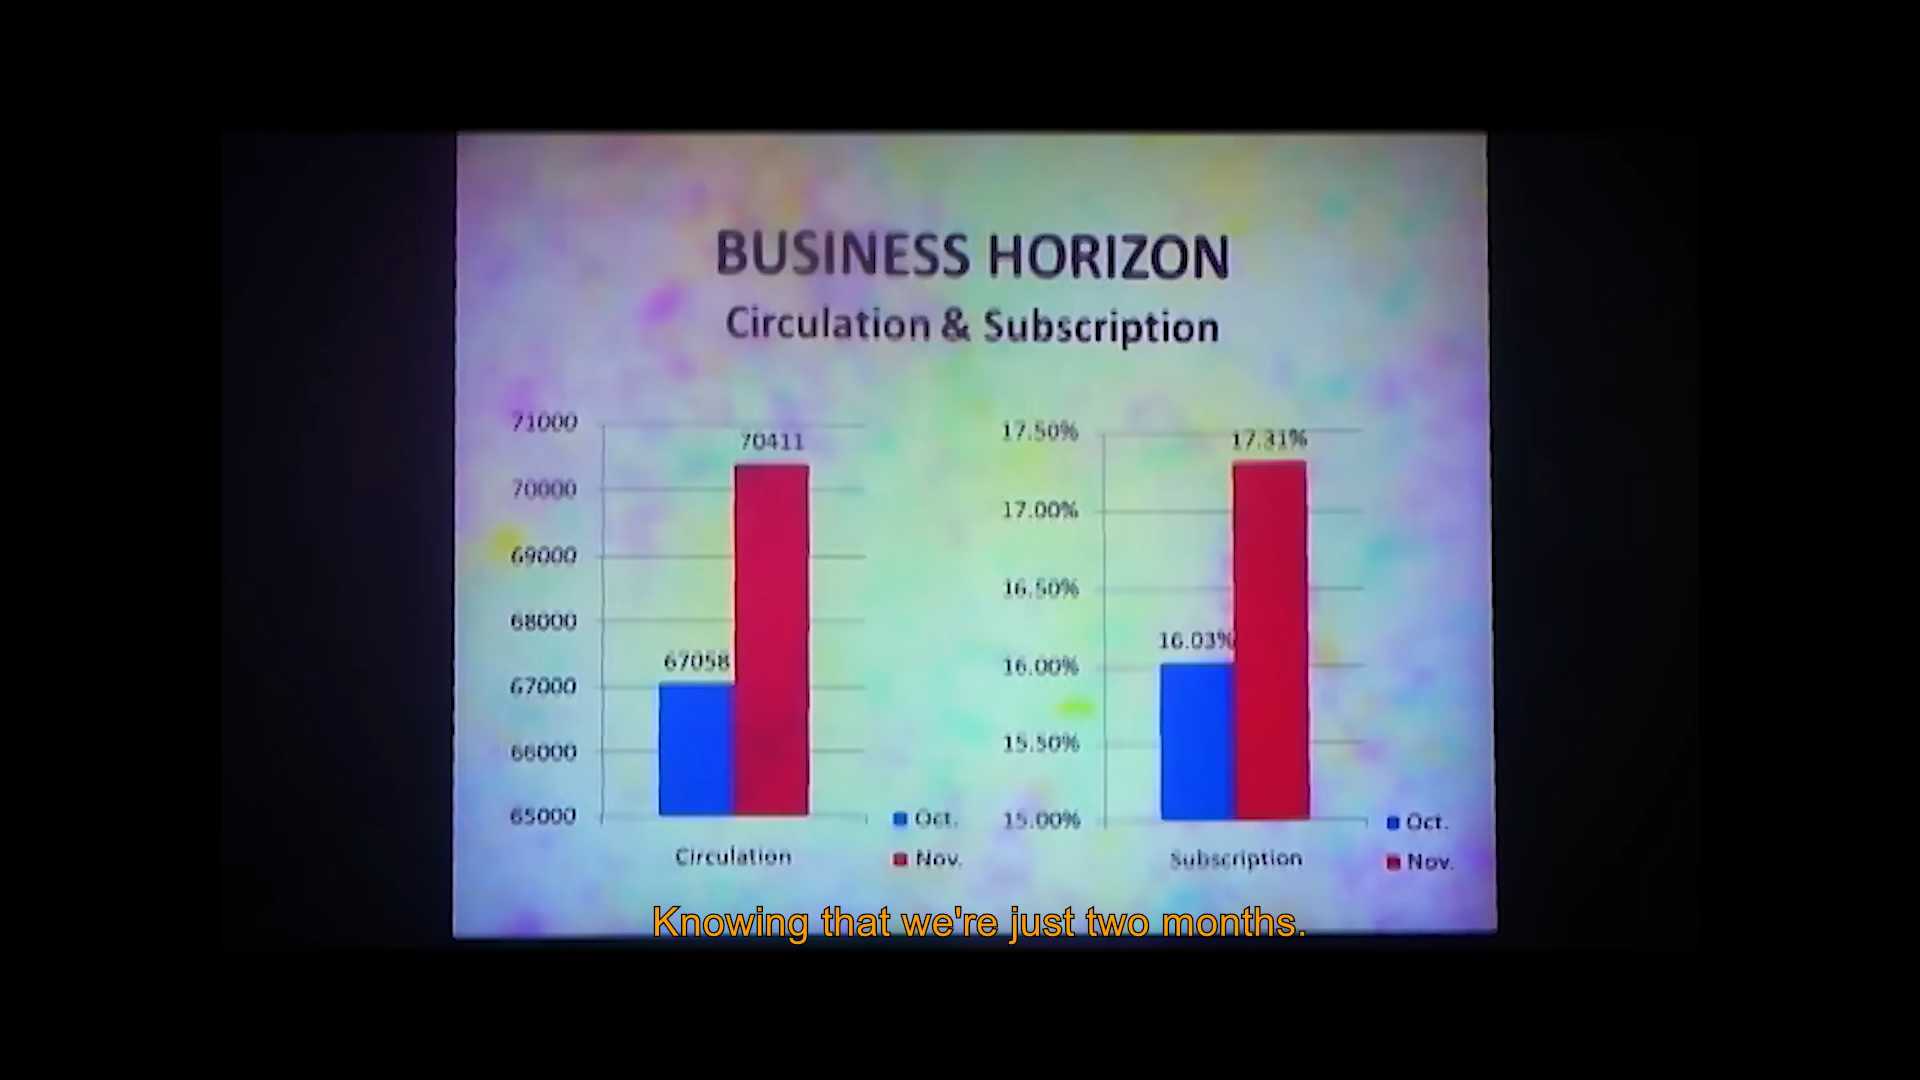 BUSINESS HORIZON
Circulation & Subscription
71000
70000
69000
68000
67000
66000
65000
70411
67058
Circulation
Oct.
Nov.
17.50%
17.00%
16.50%
16.00%
15.50%
15.00%
17.31%
16.03%
Subscription
Oct.
Nov.
Knowing that we're just two months.